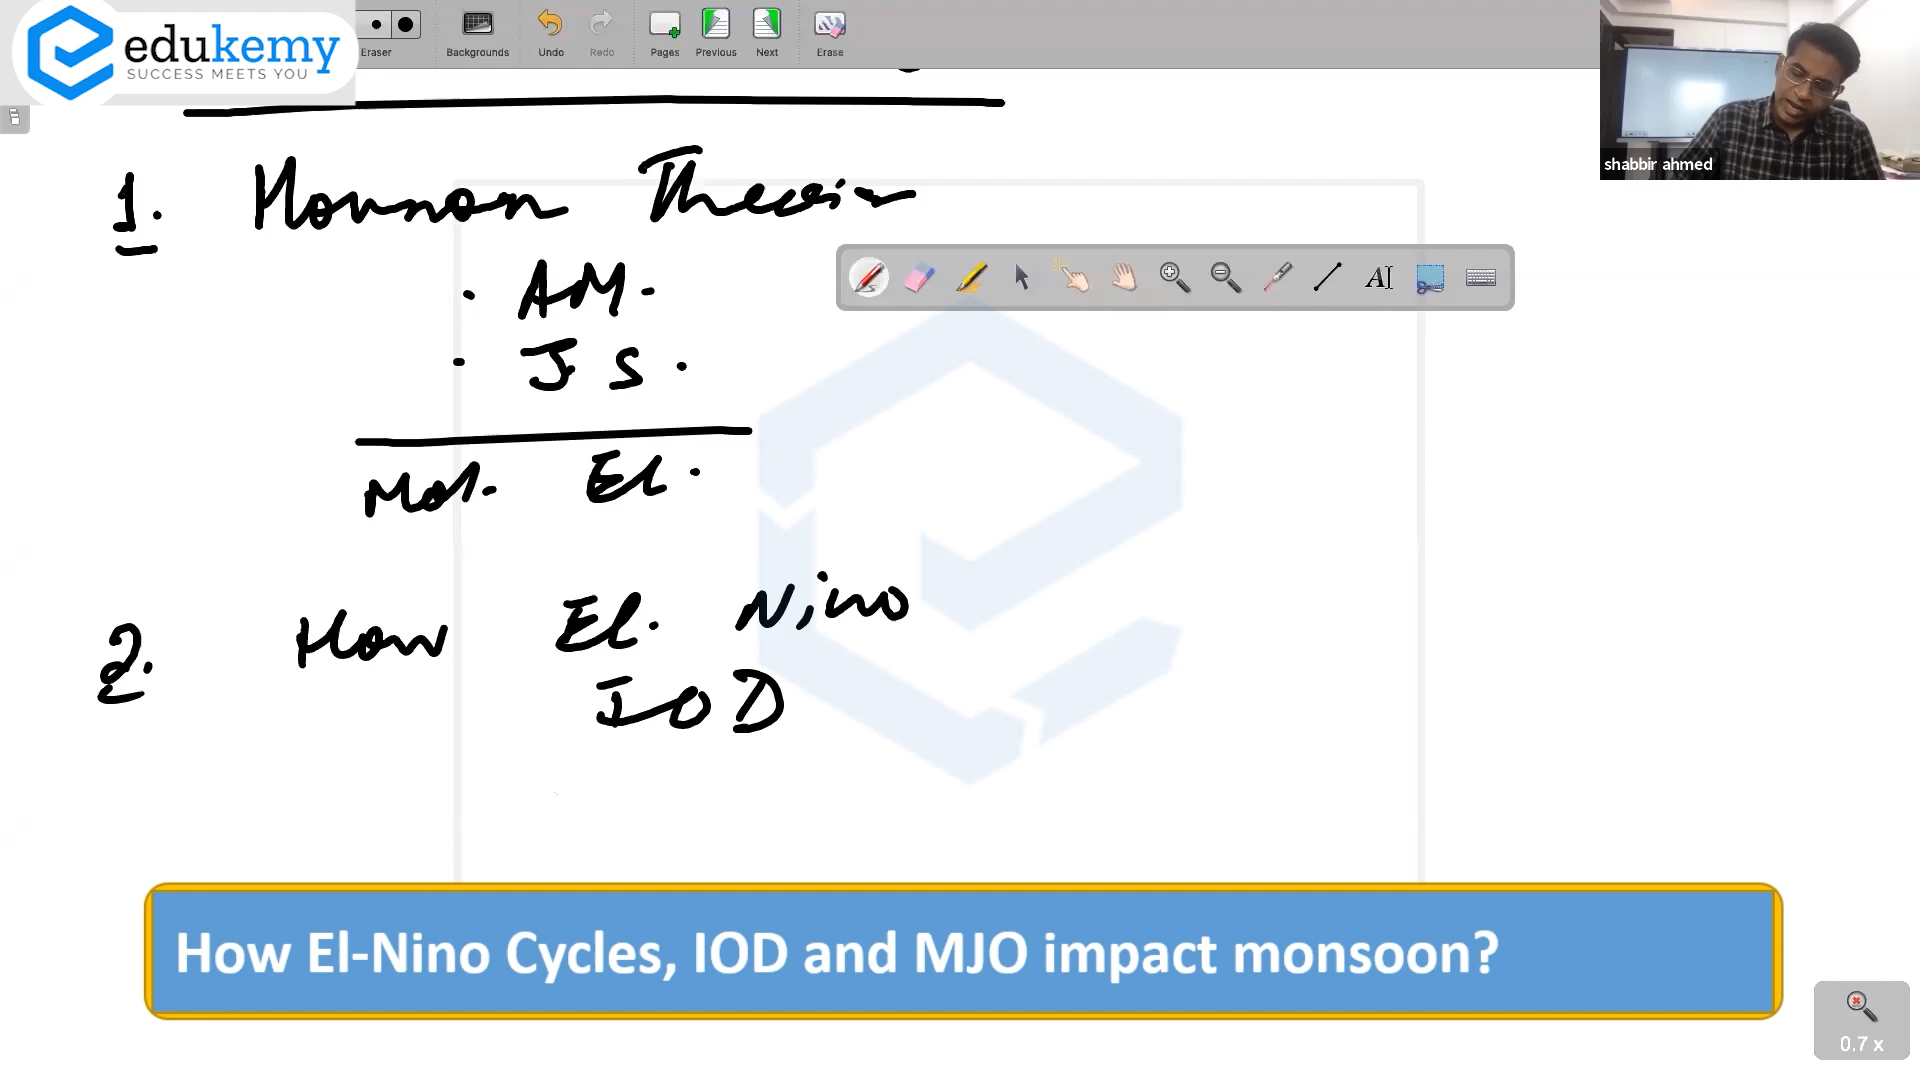 edukemy
SUCCESS MEETS YOU
Eraser Backgrounds Undo Redo Pages Previous Next Erase
shabbir ahmed
1. Monsoon Theories
· AM.
· JS.
El.
2. How El. Nino
IOD
How El-Nino Cycles, IOD and MJO impact monsoon?
0.7 x